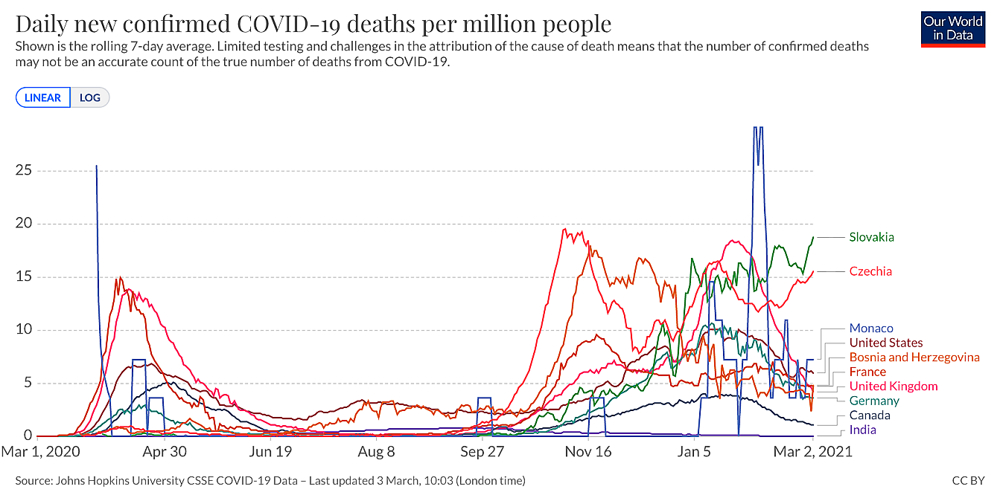 Daily new confirmed COVID-19 deaths per million people
Our World
in Data
Shown is the rolling 7-day average. Limited testing and challenges in the attribution of the cause of death means that the number of confirmed deaths
may not be an accurate count of the true number of deaths from COVID-19.
LINEAR LOG
25
20
15
10
5
0
Slovakia
Czechia
Monaco
United States
Bosnia and Herzegovina
France
United Kingdom
Germany
Canada
India
Mar 1, 2020 Apr 30 Jun 19 Aug 8 Sep 27 Nov 16 Jan 5 Mar 2, 2021
Source: Johns Hopkins University CSSE COVID-19 Data – Last updated 3 March, 10:03 (London time)
CC BY